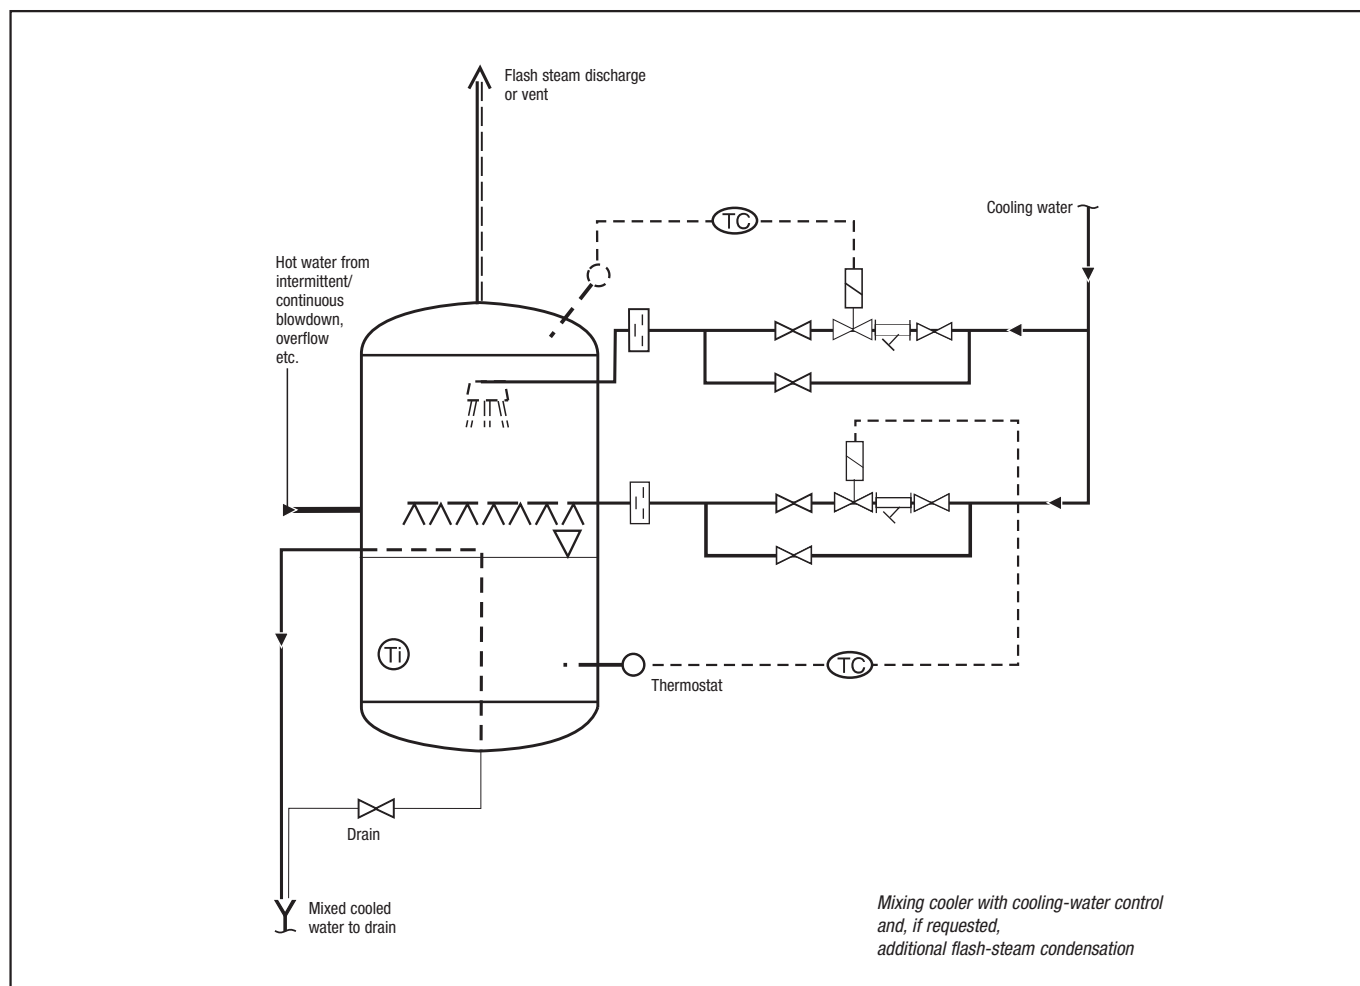 Flash steam discharge
or vent
TC
Cooling water
Hot water from
intermittent/
continuous
blowdown,
overflow
etc.
Ti
TC
Thermostat
Drain
Mixed cooled
water to drain
Mixing cooler with cooling-water control
and, if requested,
additional flash-steam condensation